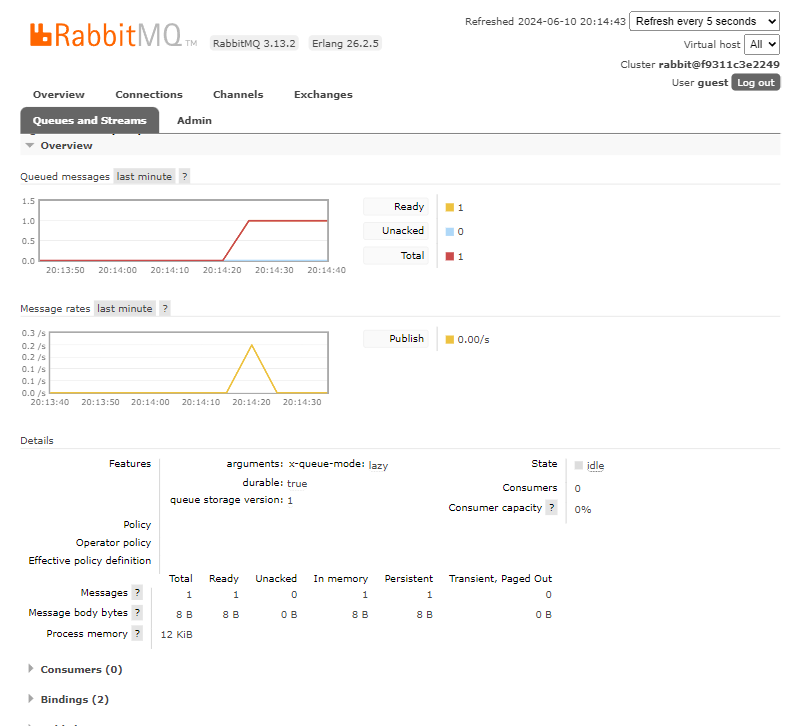 Refreshed 2024-06-10 20:14:43 Refresh every 5 seconds
RabbitMQ TM RabbitMQ 3.13.2 Erlang 26.2.5
Virtual host All
Cluster rabbit@f9311c3e2249
User guest Log out
Overview Connections Channels Exchanges
Queues and Streams Admin
Overview
Queued messages last minute ?
1.5
1.0
0.5
0.0
20:13:50 20:14:00 20:14:10 20:14:20 20:14:30 20:14:40
Ready 1
Unacked 0
Total 1
Message rates last minute ?
0.3 /s
0.2 /s
0.2 /s
0.1 /s
0.1 /s
0.0 /s
20:13:40 20:13:50 20:14:00 20:14:10 20:14:20 20:14:30
Publish 0.00/s
Details
Features arguments: x-queue-mode: lazy
durable: true
queue storage version: 1
Policy
Operator policy
Effective policy definition
State idle
Consumers 0
Consumer capacity ? 0%
Total Ready Unacked In memory Persistent Transient, Paged Out
Messages ? 1 1 0 1 1 0
Message body bytes ? 8 B 8 B 0 B 8 B 8 B 0 B
Process memory ? 12 KiB
Consumers (0)
Bindings (2)